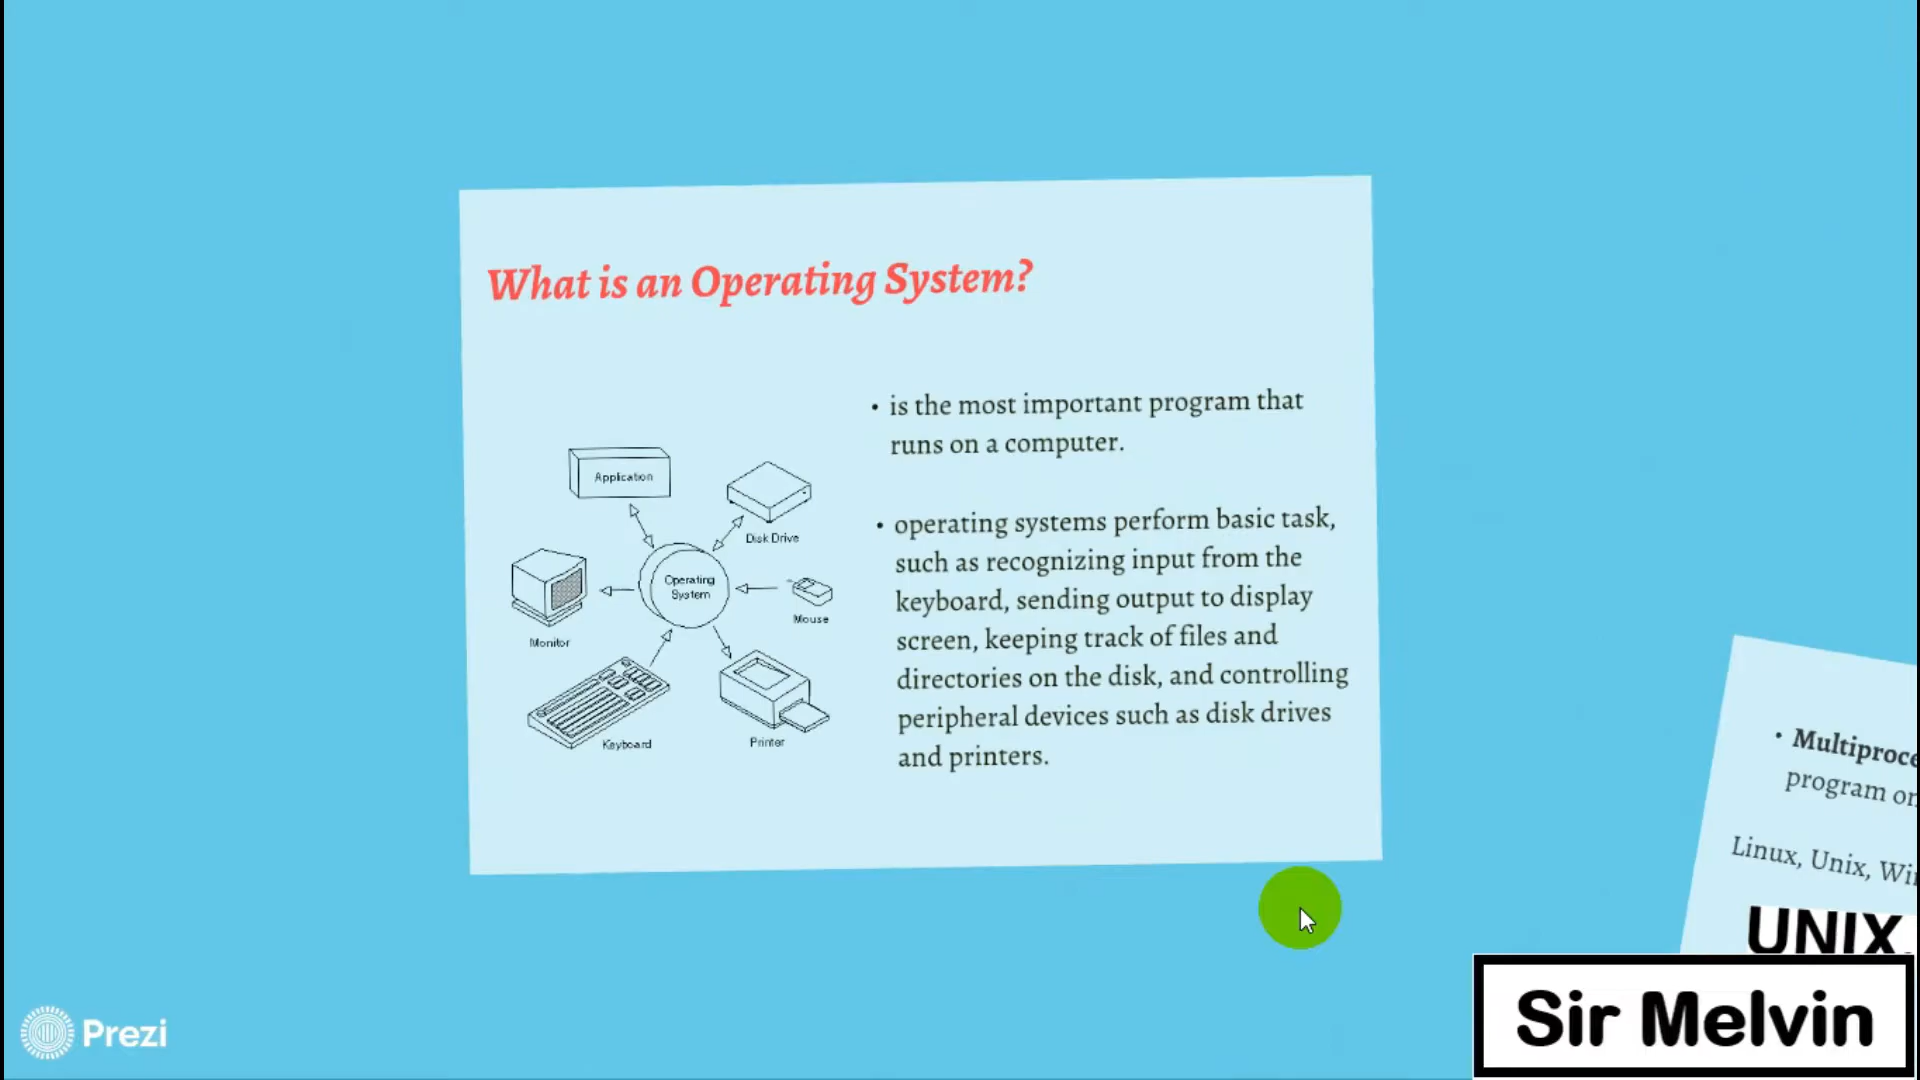 What is an Operating System?
• is the most important program that
runs on a computer.
• operating systems perform basic task,
such as recognizing input from the
keyboard, sending output to display
screen, keeping track of files and
directories on the disk, and controlling
peripheral devices such as disk drives
and printers.
Application
Disk Drive
Operating
System
Mouse
Monitor
Keyboard
Printer
• Multiproce
program on
Linux, Unix, Wi
UNIX
Sir Melvin
Prezi